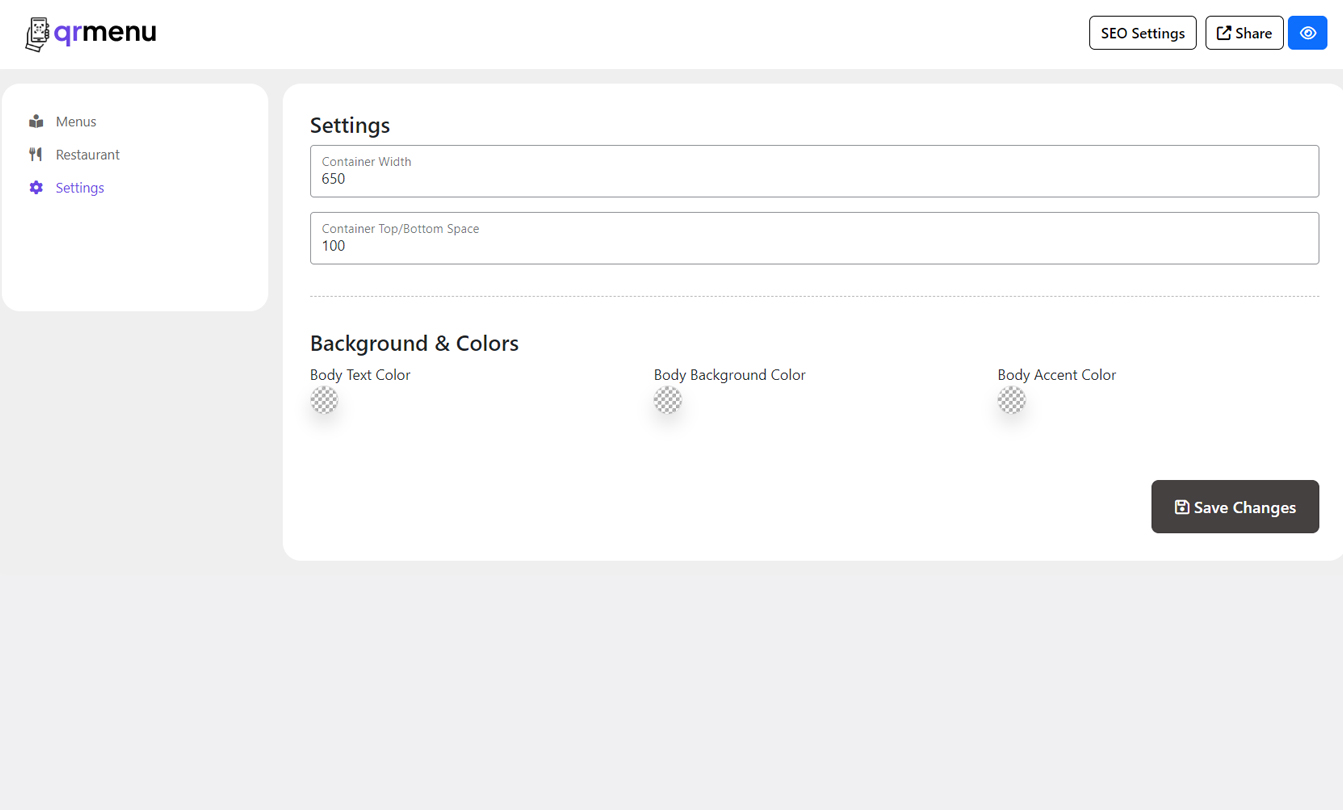 qrmenu
SEO Settings
Share
Menus
Restaurant
Settings
Settings
Container Width
650
Container Top/Bottom Space
100
Background & Colors
Body Text Color
Body Background Color
Body Accent Color
Save Changes